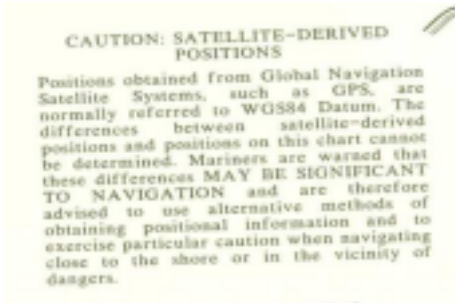 CAUTION: SATELLITE-DERIVED
POSITIONS
Positions obtained from Global Navigation
Satellite Systems, such as GPS, are
normally referred to WGS84 Datum. The
differences between satellite-derived
positions and positions on this chart cannot
be determined. Mariners are warned that
these differences MAY BE SIGNIFICANT
TO NAVIGATION and are therefore
advised to use alternative methods of
obtaining positional information and to
exercise particular caution when navigating
close to the shore or in the vicinity of
dangers.